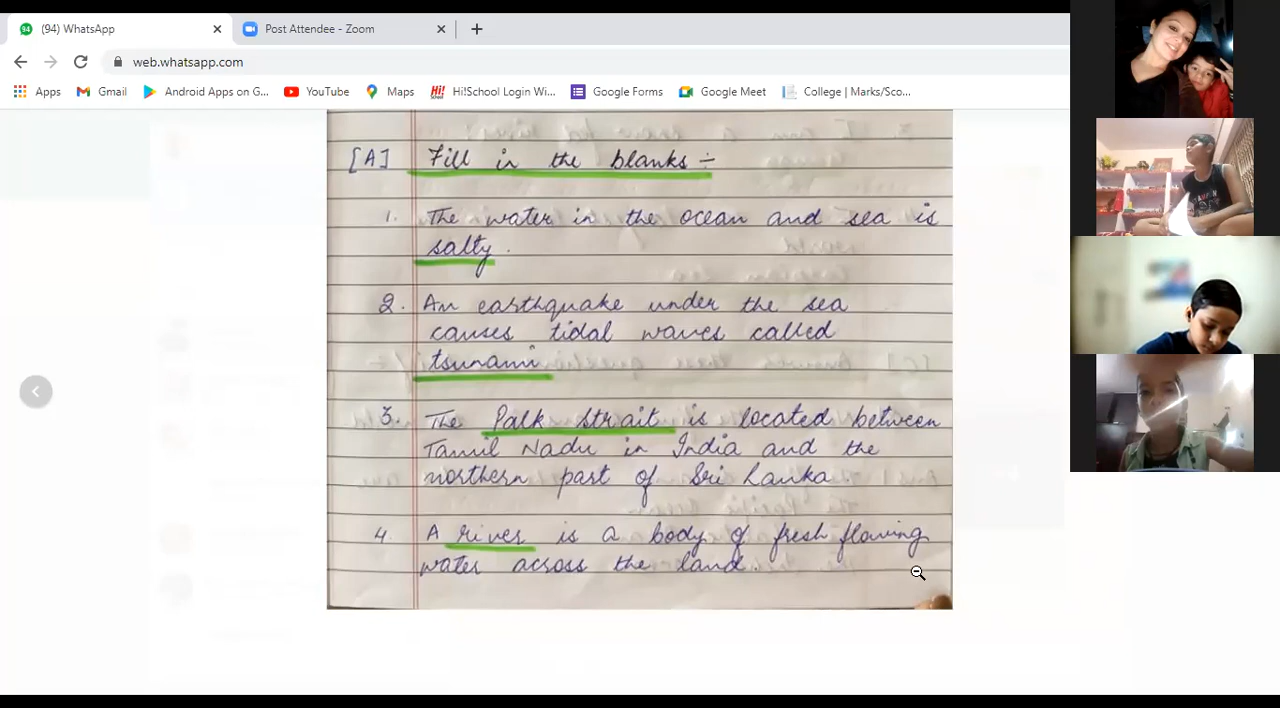 (94) WhatsApp
Post Attendee - Zoom
web.whatsapp.com
Apps
Gmail
Android Apps on G...
YouTube
Maps
Hi!School Login Wi...
Google Forms
Google Meet
College | Marks/Sco...
[A] Fill in the blanks ÷
1. The water in the ocean and sea is
salty.
2. An earthquake under the sea
causes tidal waves called
tsunami
3. The Palk Strait is located between
Tamil Nadu in India and the
northern part of Sri Lanka.
4. A river is a body of fresh flowing
water across the land.